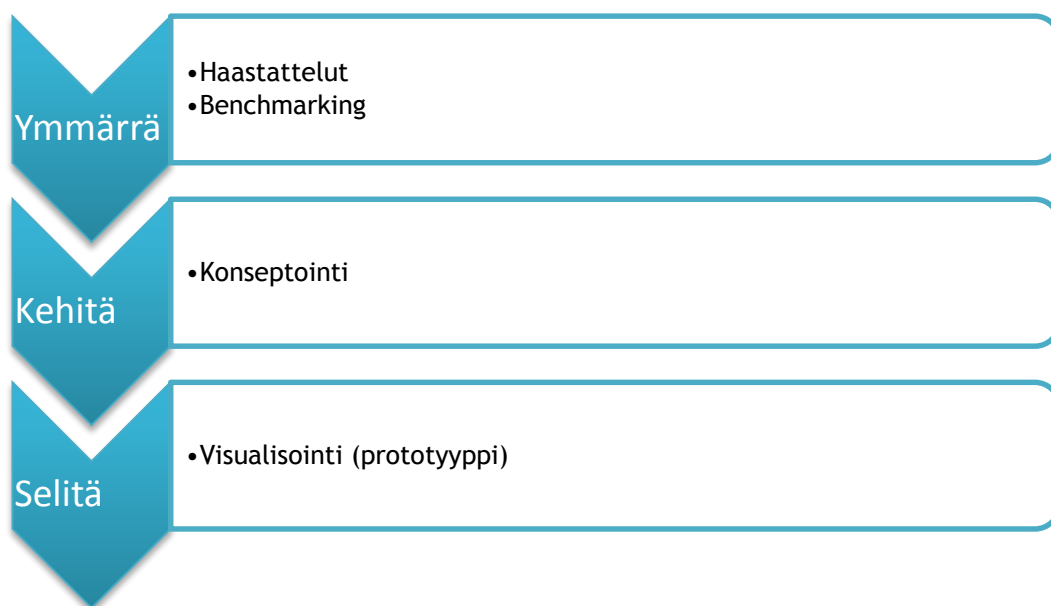 Ymmärrä
•Haastattelut
•Benchmarking
Kehitä
•Konseptointi
Selitä
•Visualisointi (prototyyppi)